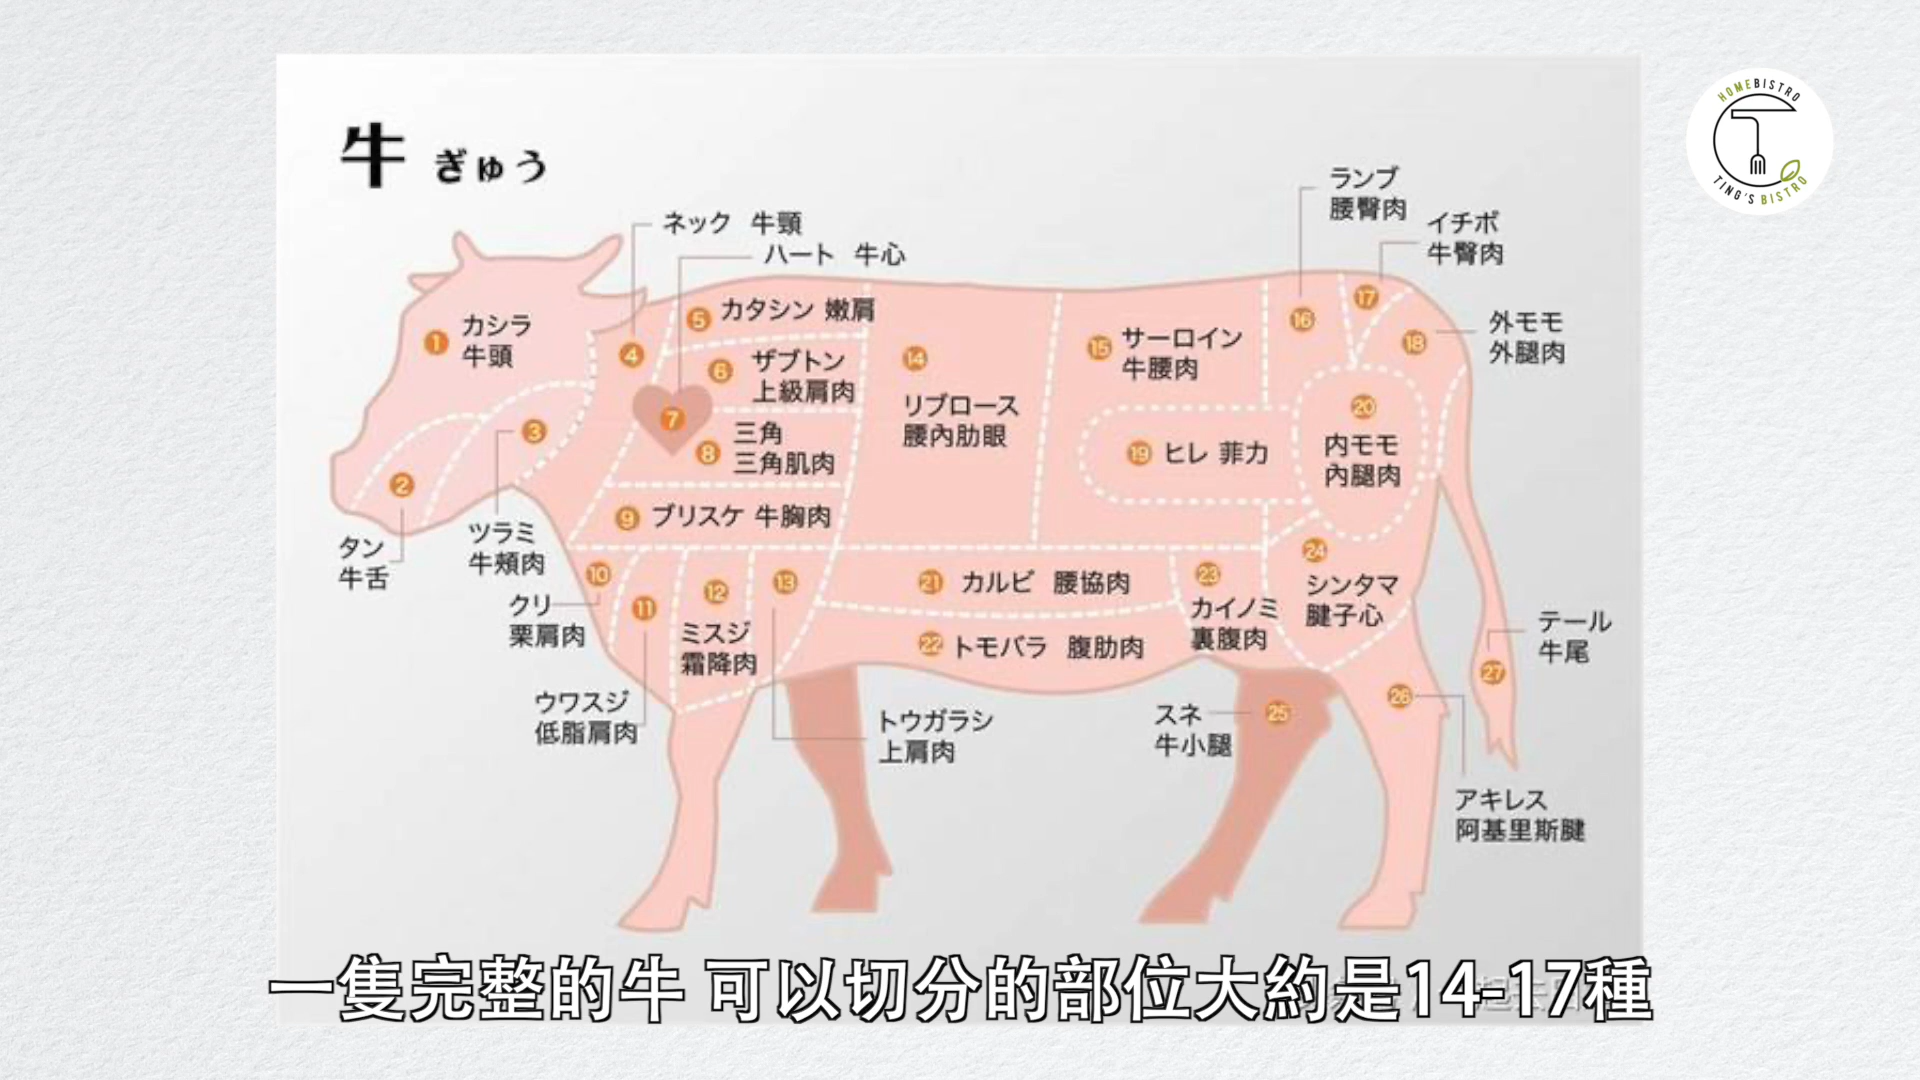 HOMEBISTRO
TING'S BISTRO
牛 ぎゅう
ネック 牛頸
ハート 牛心
ランプ
腰臀肉
イチボ
牛臀肉
1 カシラ
牛頭
4
5 カタシン 嫩肩
6 ザブトン
上級肩肉
7
8 三角
三角肌肉
14
リブロース
腰內肋眼
15 サーロイン
牛腰肉
16
17
18
外モモ
外腿肉
19 ヒレ 菲力
20
内モモ
內腿肉
3
2
9 ブリスケ 牛胸肉
タン
牛舌
ツラミ
牛頰肉
10
クリ
栗肩肉
11
12
ミスジ
霜降肉
13
21 カルビ 腰協肉
22 トモバラ 腹肋肉
23
カイノミ
裏腹肉
24
シンタマ
腱子心
ウワスジ
低脂肩肉
トウガラシ
上肩肉
スネ
牛小腿
25
26
テール
牛尾
27
アキレス
阿基里斯腱
一隻完整的牛 可以切分的部位大約是14-17種